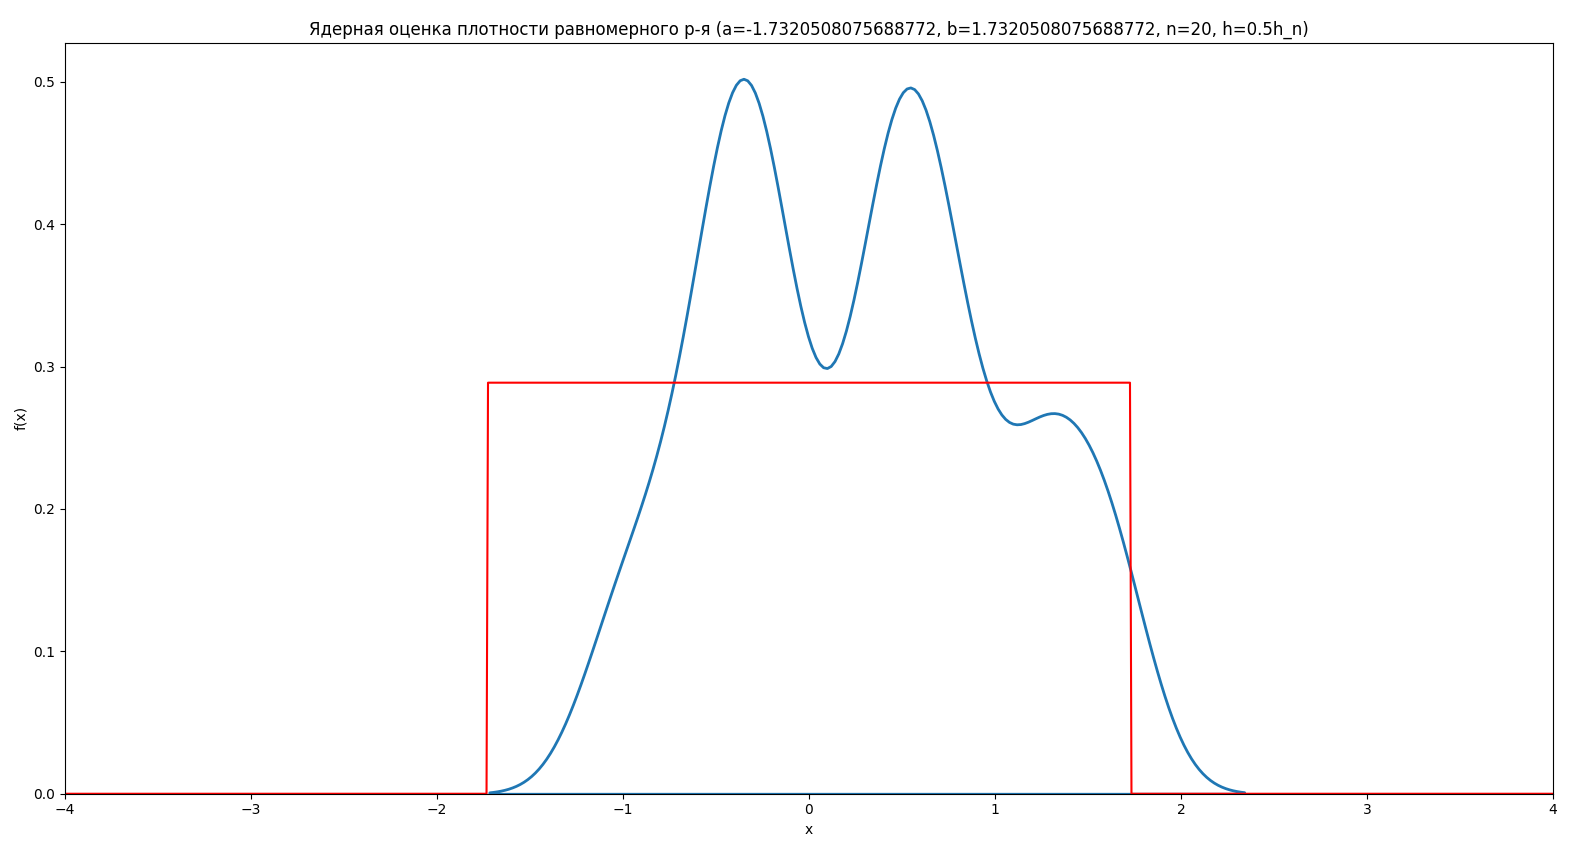 Ядерная оценка плотности равномерного р-я (a=-1.7320508075688772, b=1.7320508075688772, n=20, h=0.5h_n)
0.5
0.4
0.3
0.2
0.1
0.0
f(x)
−4 −3 −2 −1 0 1 2 3 4
x